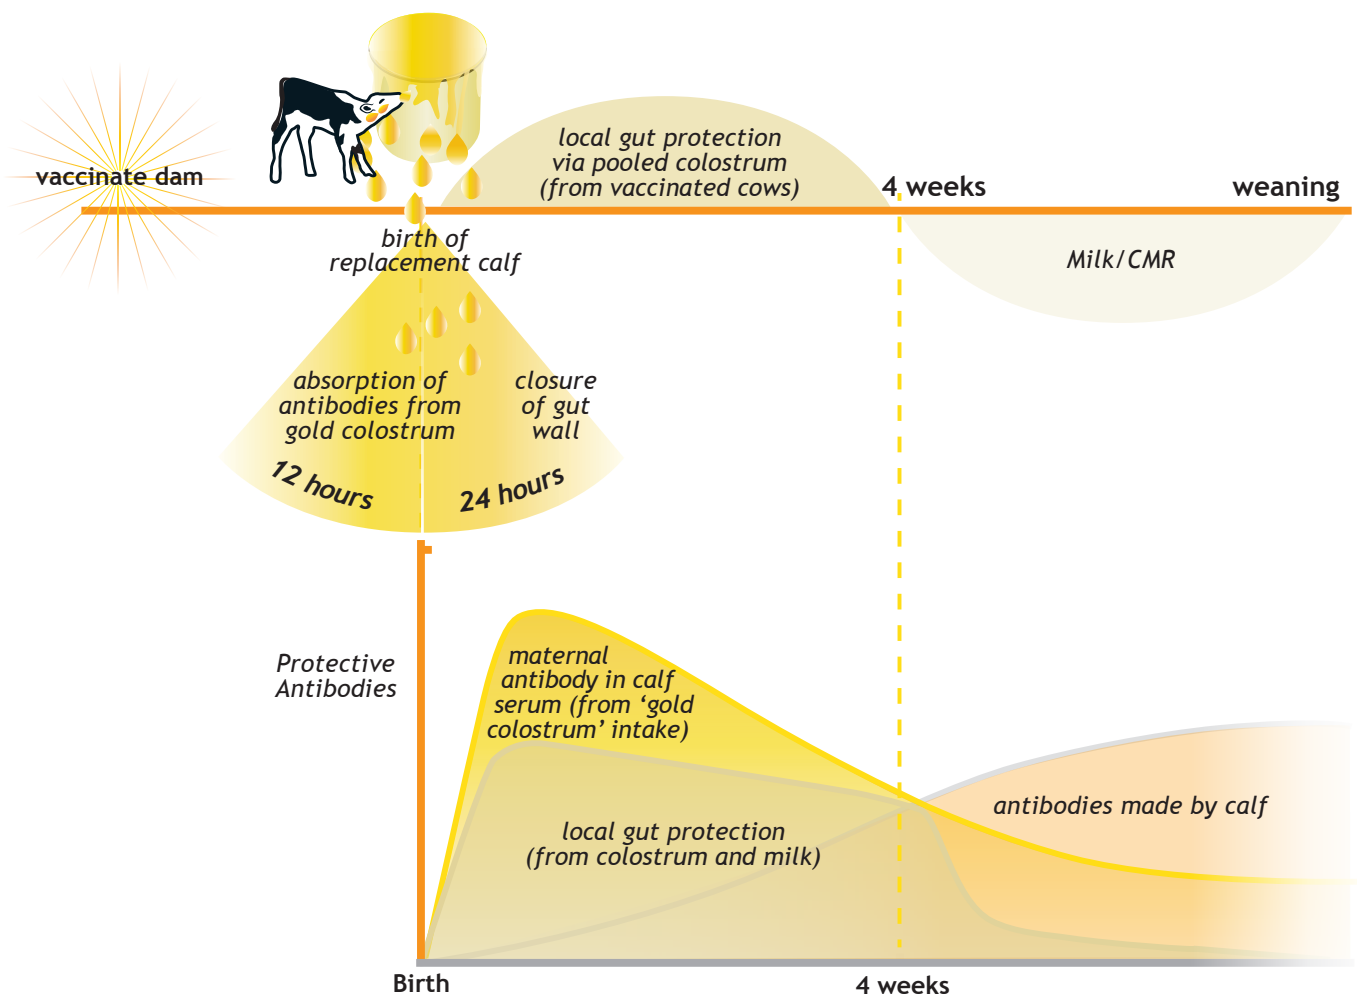 local gut protection
via pooled colostrum
(from vaccinated cows)
vaccinate dam
4 weeks
weaning
birth of
replacement calf
Milk/CMR
absorption of
antibodies from
gold colostrum
closure
of gut
wall
12 hours
24 hours
Protective
Antibodies
maternal
antibody in calf
serum (from ‘gold
colostrum’ intake)
antibodies made by calf
local gut protection
(from colostrum and milk)
Birth
4 weeks